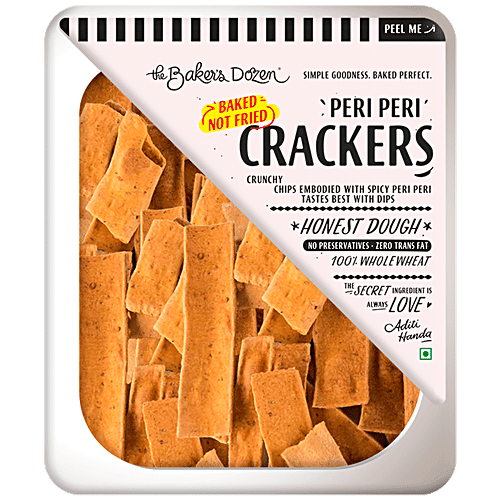 PEEL ME
the Baker's Dozen
SIMPLE GOODNESS. BAKED PERFECT.
BAKED
NOT FRIED
'PERI PERI'
CRACKERS
CRUNCHY
CHIPS EMBODIED WITH SPICY PERI PERI
TASTES BEST WITH DIPS
*HONEST DOUGH*
NO PRESERVATIVES • ZERO TRANS FAT
100% WHOLEWHEAT
THE SECRET INGREDIENT IS
ALWAYS LOVE
Aditi
Handa